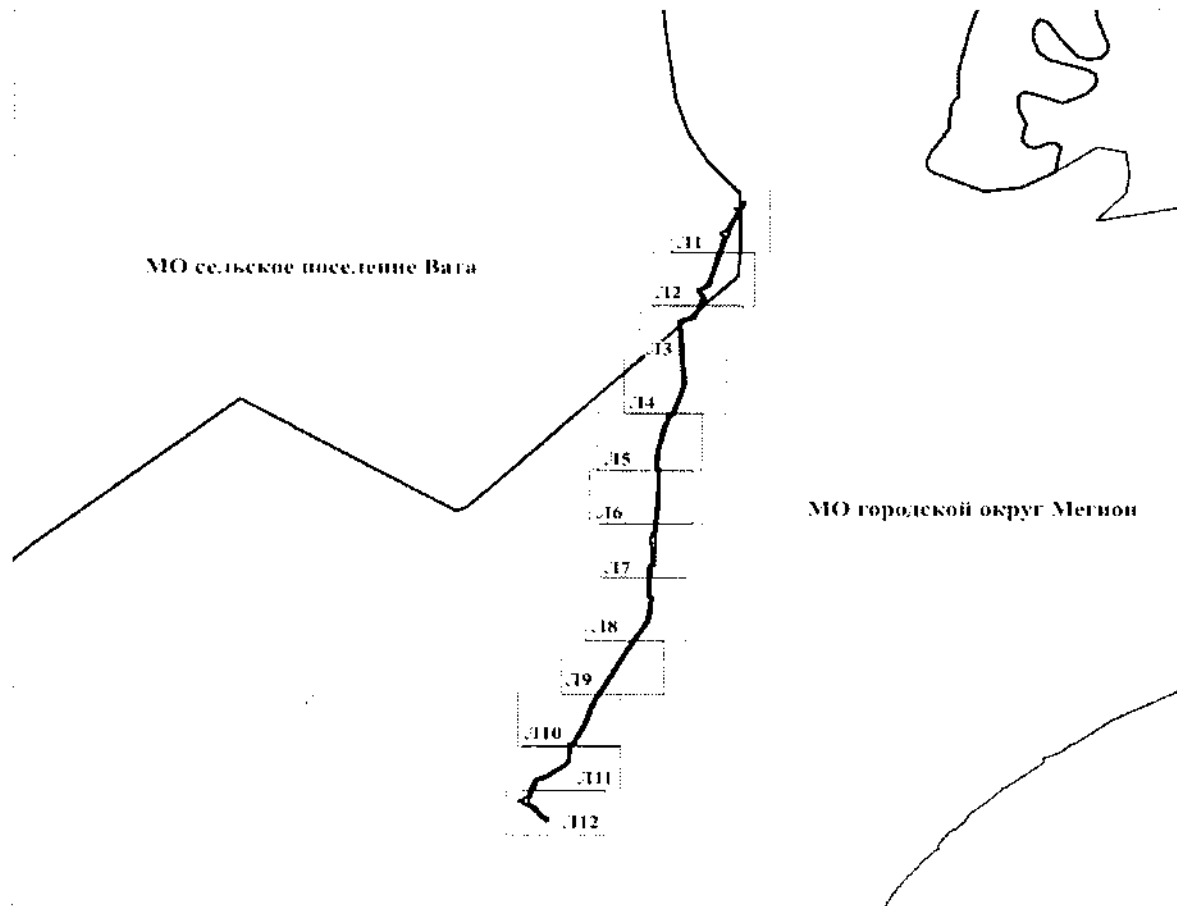 Л1
МО сельское поселение Вата
Л2
Л3
Л4
Л5
МО городской округ Мегион
Л6
Л7
Л8
Л9
Л10
Л11
Л12